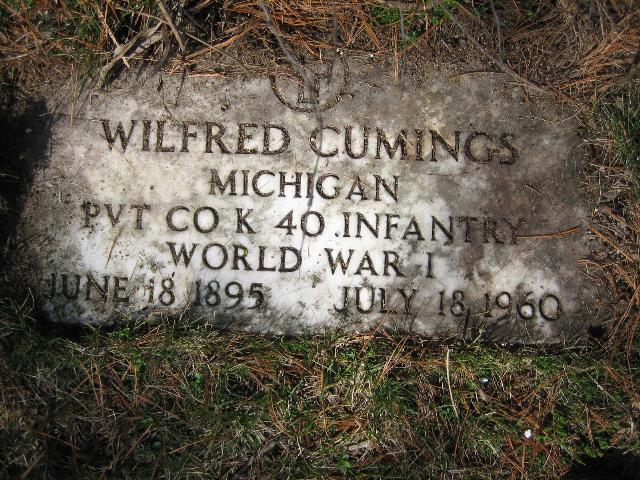 WILFRED CUMINGS
MICHIGAN
PVT CO K 40 INFANTRY
WORLD WAR I
JUNE 18 1895 JULY 18 1960